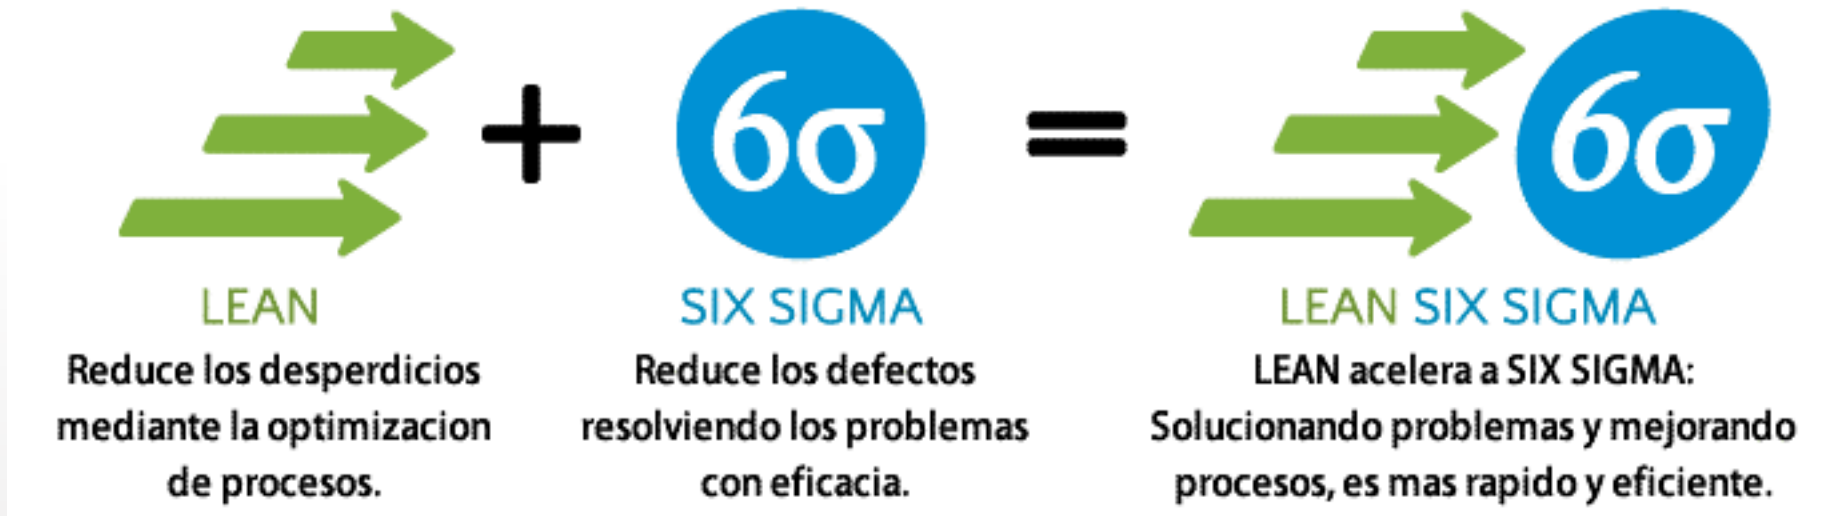 6σ
6σ
LEAN
Reduce los desperdicios
mediante la optimizacion
de procesos.
SIX SIGMA
Reduce los defectos
resolviendo los problemas
con eficacia.
LEAN SIX SIGMA
LEAN acelera a SIX SIGMA:
Solucionando problemas y mejorando
procesos, es mas rapido y eficiente.